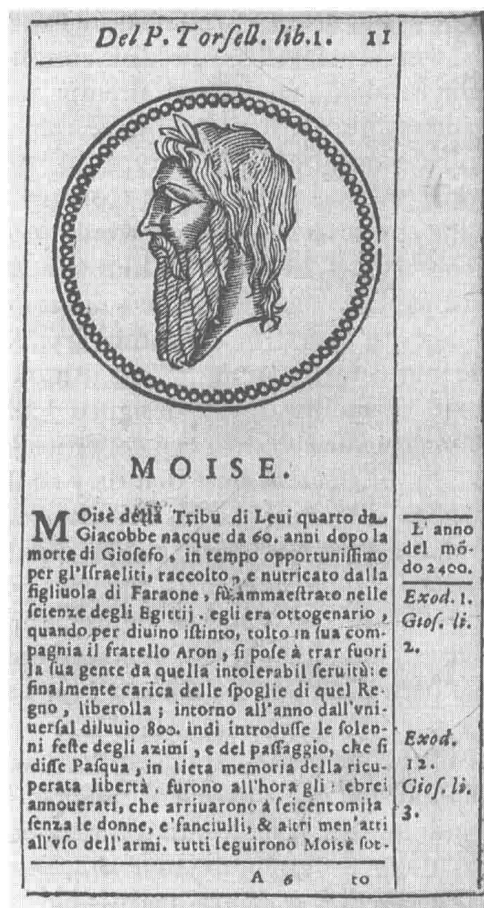 Del P. Torsell. lib.1. 11
MOISE.
MOisè della Tribu di Leui quarto da
Giacobbe nacque da 60. anni dopo la
morte di Giosefo, in tempo opportunissimo
per gl'Israeliti, raccolto, e nutricato dalla
figliuola di Faraone, fù ammaestrato nelle
scienze degli Egittij. egli era ottogenario,
quando per diuino istinto, tolto in sua com-
pagnia il fratello Aron, si pose à trar fuori
la sua gente da quella intolerabil seruitù: e
finalmente carica delle spoglie di quel Re-
gno, liberolla; intorno all'anno dall'vni-
uersal diluuio 800. indi introdusse le solen-
ni feste degli azimi, e del passaggio, che si
disse Pasqua, in lieta memoria della ricu-
perata libertà. furono all'hora gli ebrei
annouerati, che arriuarono à seicentomila
senza le donne, e'fanciulli, & altri men'atti
all'vso dell'armi. tutti seguirono Moisè sot-
A 6 to
L'anno
del mõ-
do 2400.
Exod. 1.
Gios. li.
2.
Exod.
12.
Gios. li.
3.